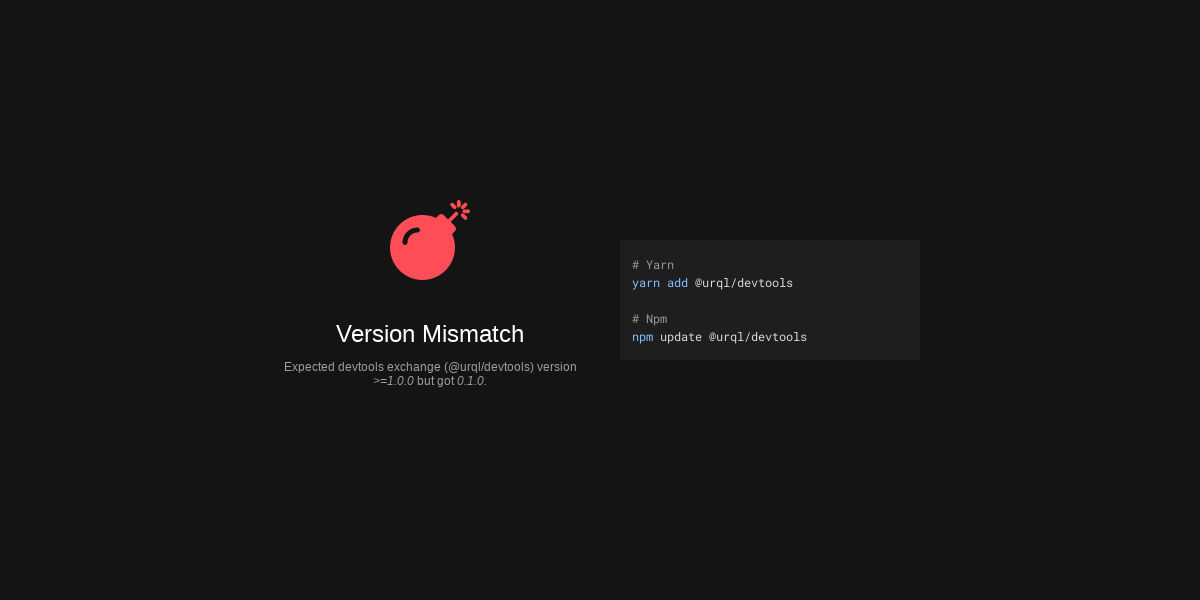 Version Mismatch
Expected devtools exchange (@urql/devtools) version
>=1.0.0 but got 0.1.0.
# Yarn
yarn add @urql/devtools
# Npm
npm update @urql/devtools